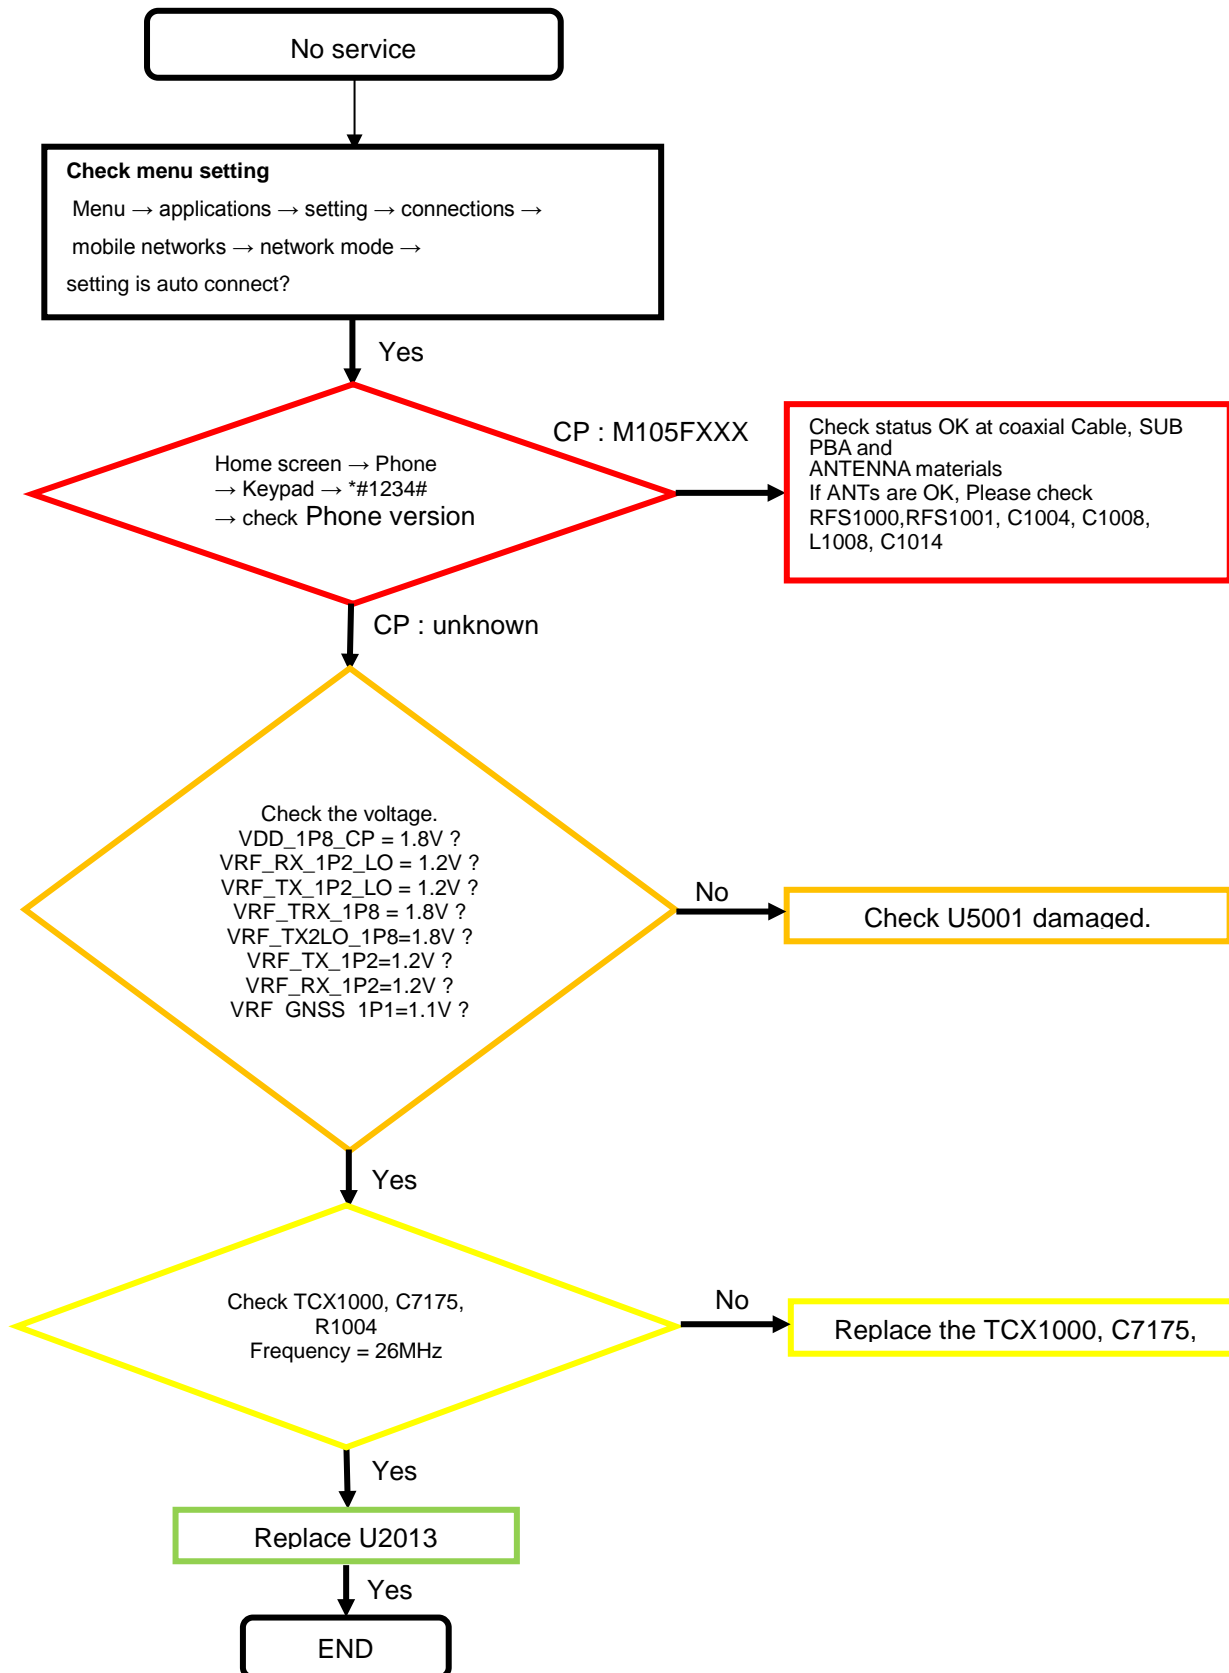 No service
Check menu setting
Menu → applications → setting → connections →
mobile networks → network mode →
setting is auto connect?
Yes
CP : M105FXXX
Home screen → Phone
→ Keypad → *#1234#
→ check Phone version
Check status OK at coaxial Cable, SUB
PBA and
ANTENNA materials
If ANTs are OK, Please check
RFS1000,RFS1001, C1004, C1008,
L1008, C1014
CP : unknown
Check the voltage.
VDD_1P8_CP = 1.8V ?
VRF_RX_1P2_LO = 1.2V ?
VRF_TX_1P2_LO = 1.2V ?
VRF_TRX_1P8 = 1.8V ?
VRF_TX2LO_1P8=1.8V ?
VRF_TX_1P2=1.2V ?
VRF_RX_1P2=1.2V ?
VRF_GNSS_1P1=1.1V ?
No
Check U5001 damaged.
Yes
Check TCX1000, C7175,
R1004
Frequency = 26MHz
No
Replace the TCX1000, C7175,
Yes
Replace U2013
Yes
END